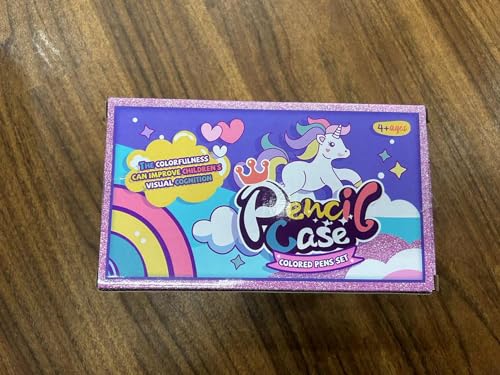 4+ages
THE COLORFULNESS
CAN IMPROVE CHILDREN'S
VISUAL COGNITION
Pencil
Case
COLORED PENS SET